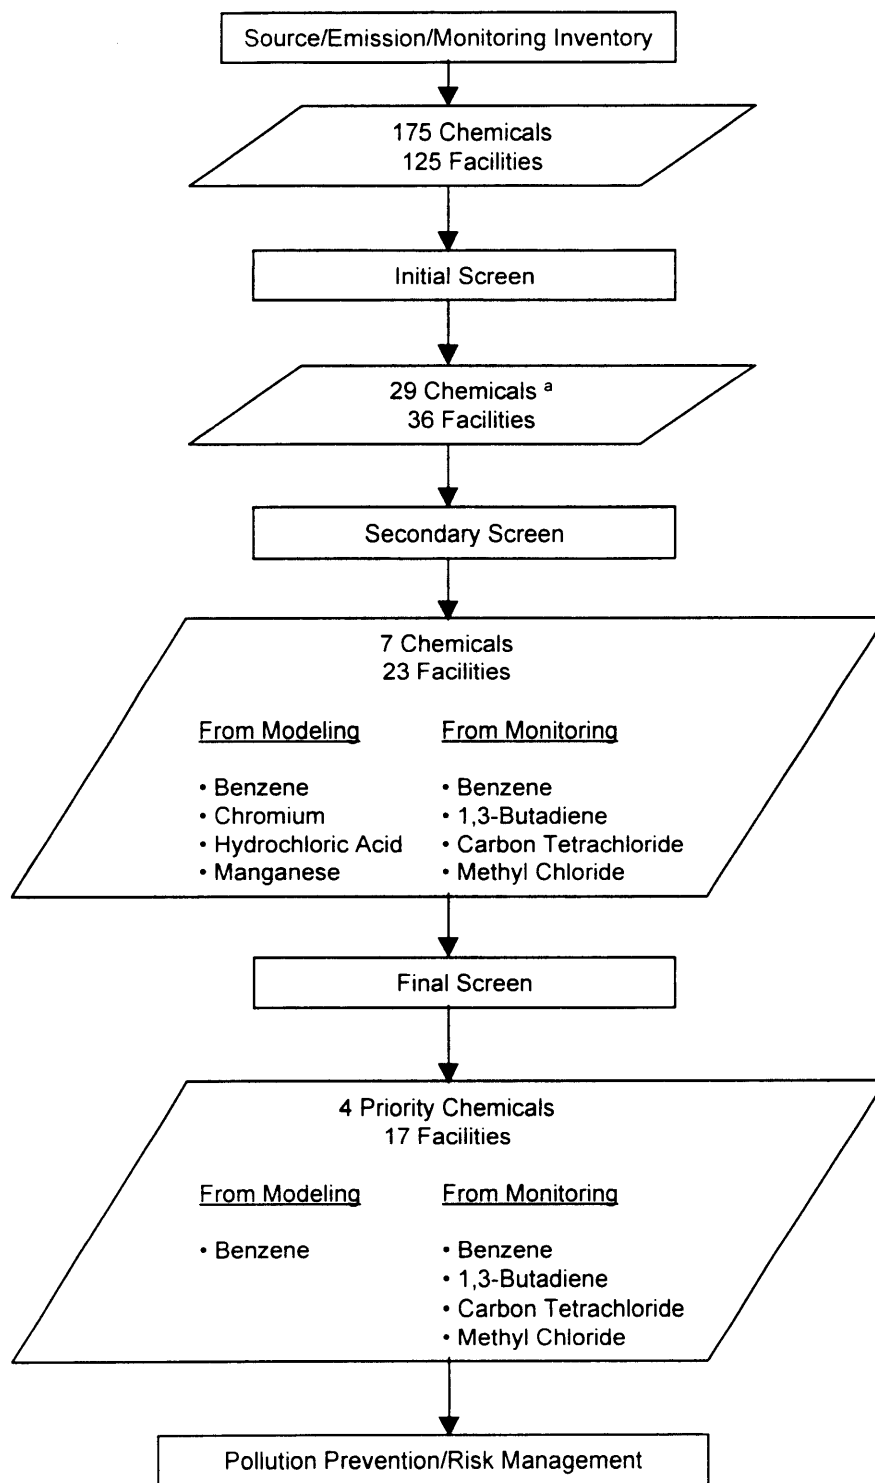 Source/Emission/Monitoring Inventory
175 Chemicals
125 Facilities
Initial Screen
29 Chemicals a
36 Facilities
Secondary Screen
7 Chemicals
23 Facilities
From Modeling
• Benzene
• Chromium
• Hydrochloric Acid
• Manganese
From Monitoring
• Benzene
• 1,3-Butadiene
• Carbon Tetrachloride
• Methyl Chloride
Final Screen
4 Priority Chemicals
17 Facilities
From Modeling
• Benzene
From Monitoring
• Benzene
• 1,3-Butadiene
• Carbon Tetrachloride
• Methyl Chloride
Pollution Prevention/Risk Management